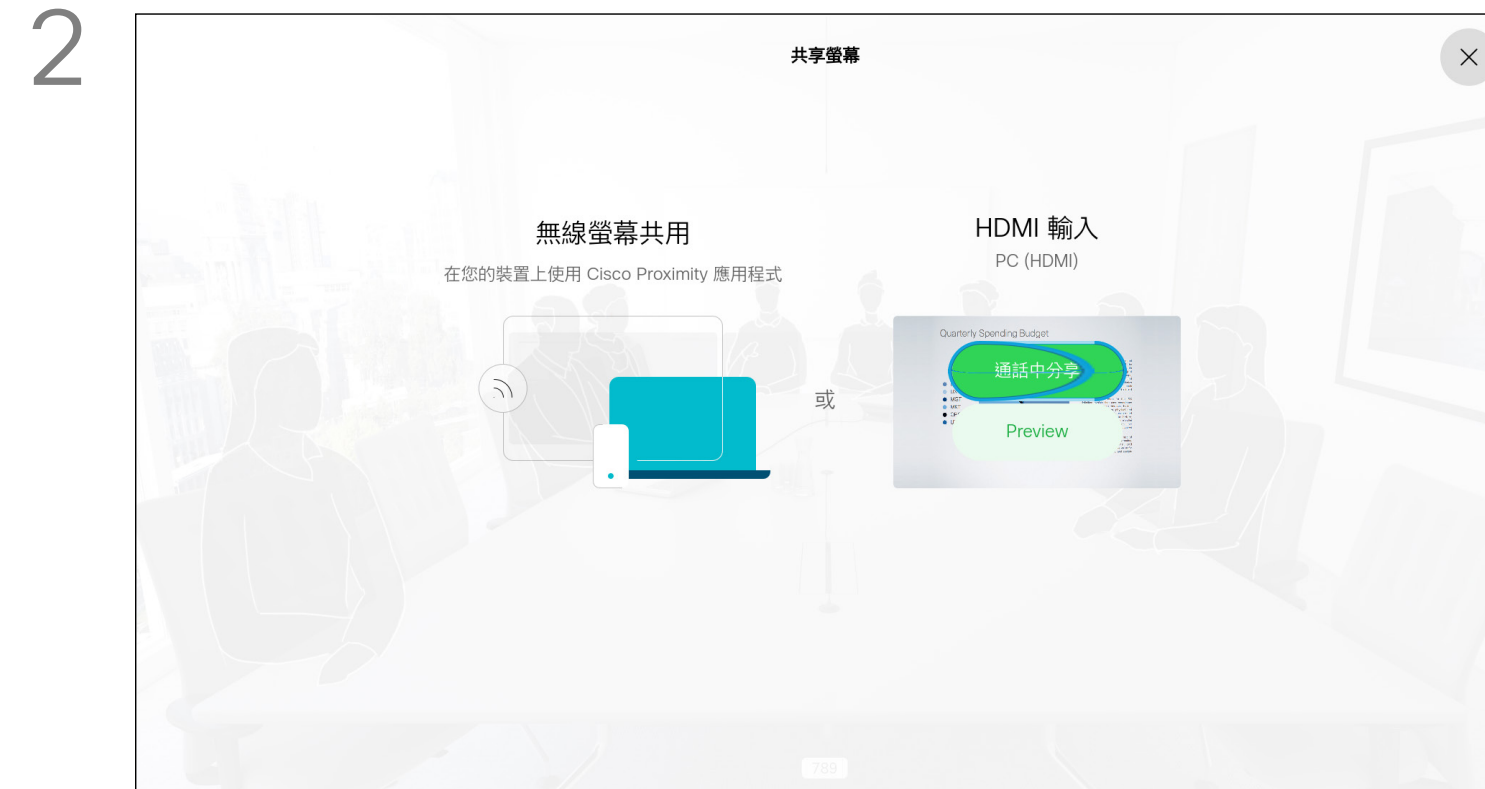 2
共享螢幕
無線螢幕共用
在您的裝置上使用 Cisco Proximity 應用程式
或
HDMI 輸入
PC (HDMI)
Quarterly Spending Budget
通話中分享
Preview
789